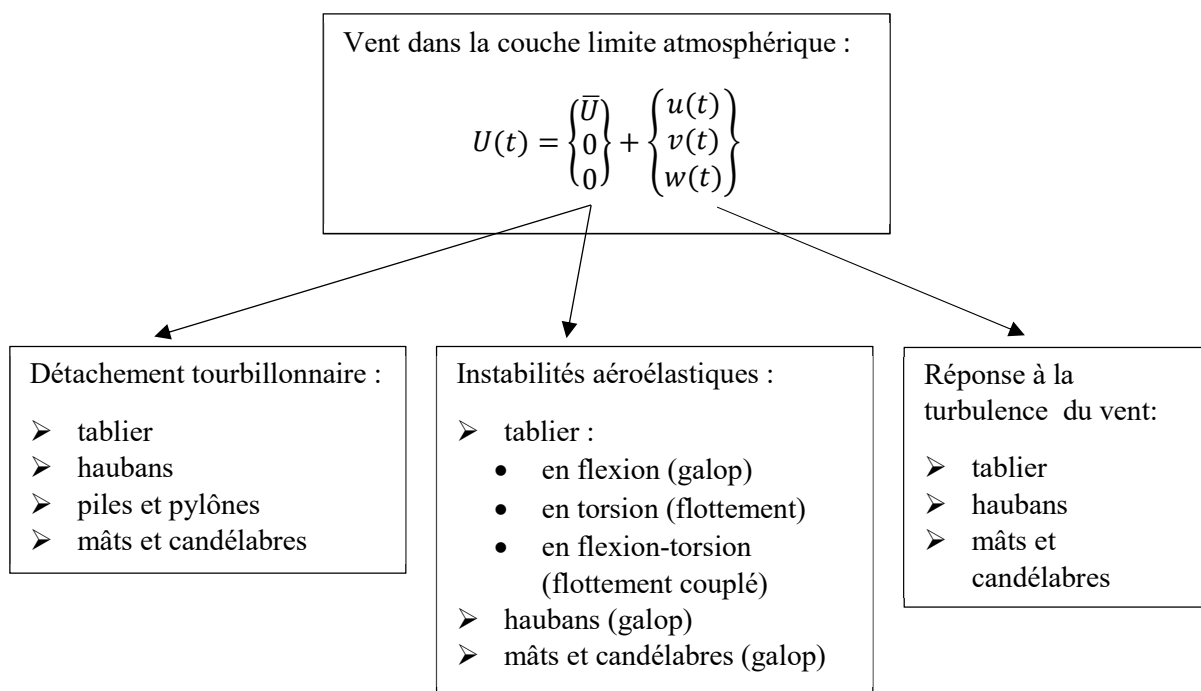 Vent dans la couche limite atmosphérique :
U̅ u(t)
U(t) = { 0 } + { v(t) }
0 w(t)
Détachement tourbillonnaire :
➢ tablier
➢ haubans
➢ piles et pylônes
➢ mâts et candélabres
Instabilités aéroélastiques :
➢ tablier :
• en flexion (galop)
• en torsion (flottement)
• en flexion-torsion
(flottement couplé)
➢ haubans (galop)
➢ mâts et candélabres (galop)
Réponse à la
turbulence du vent:
➢ tablier
➢ haubans
➢ mâts et
candélabres